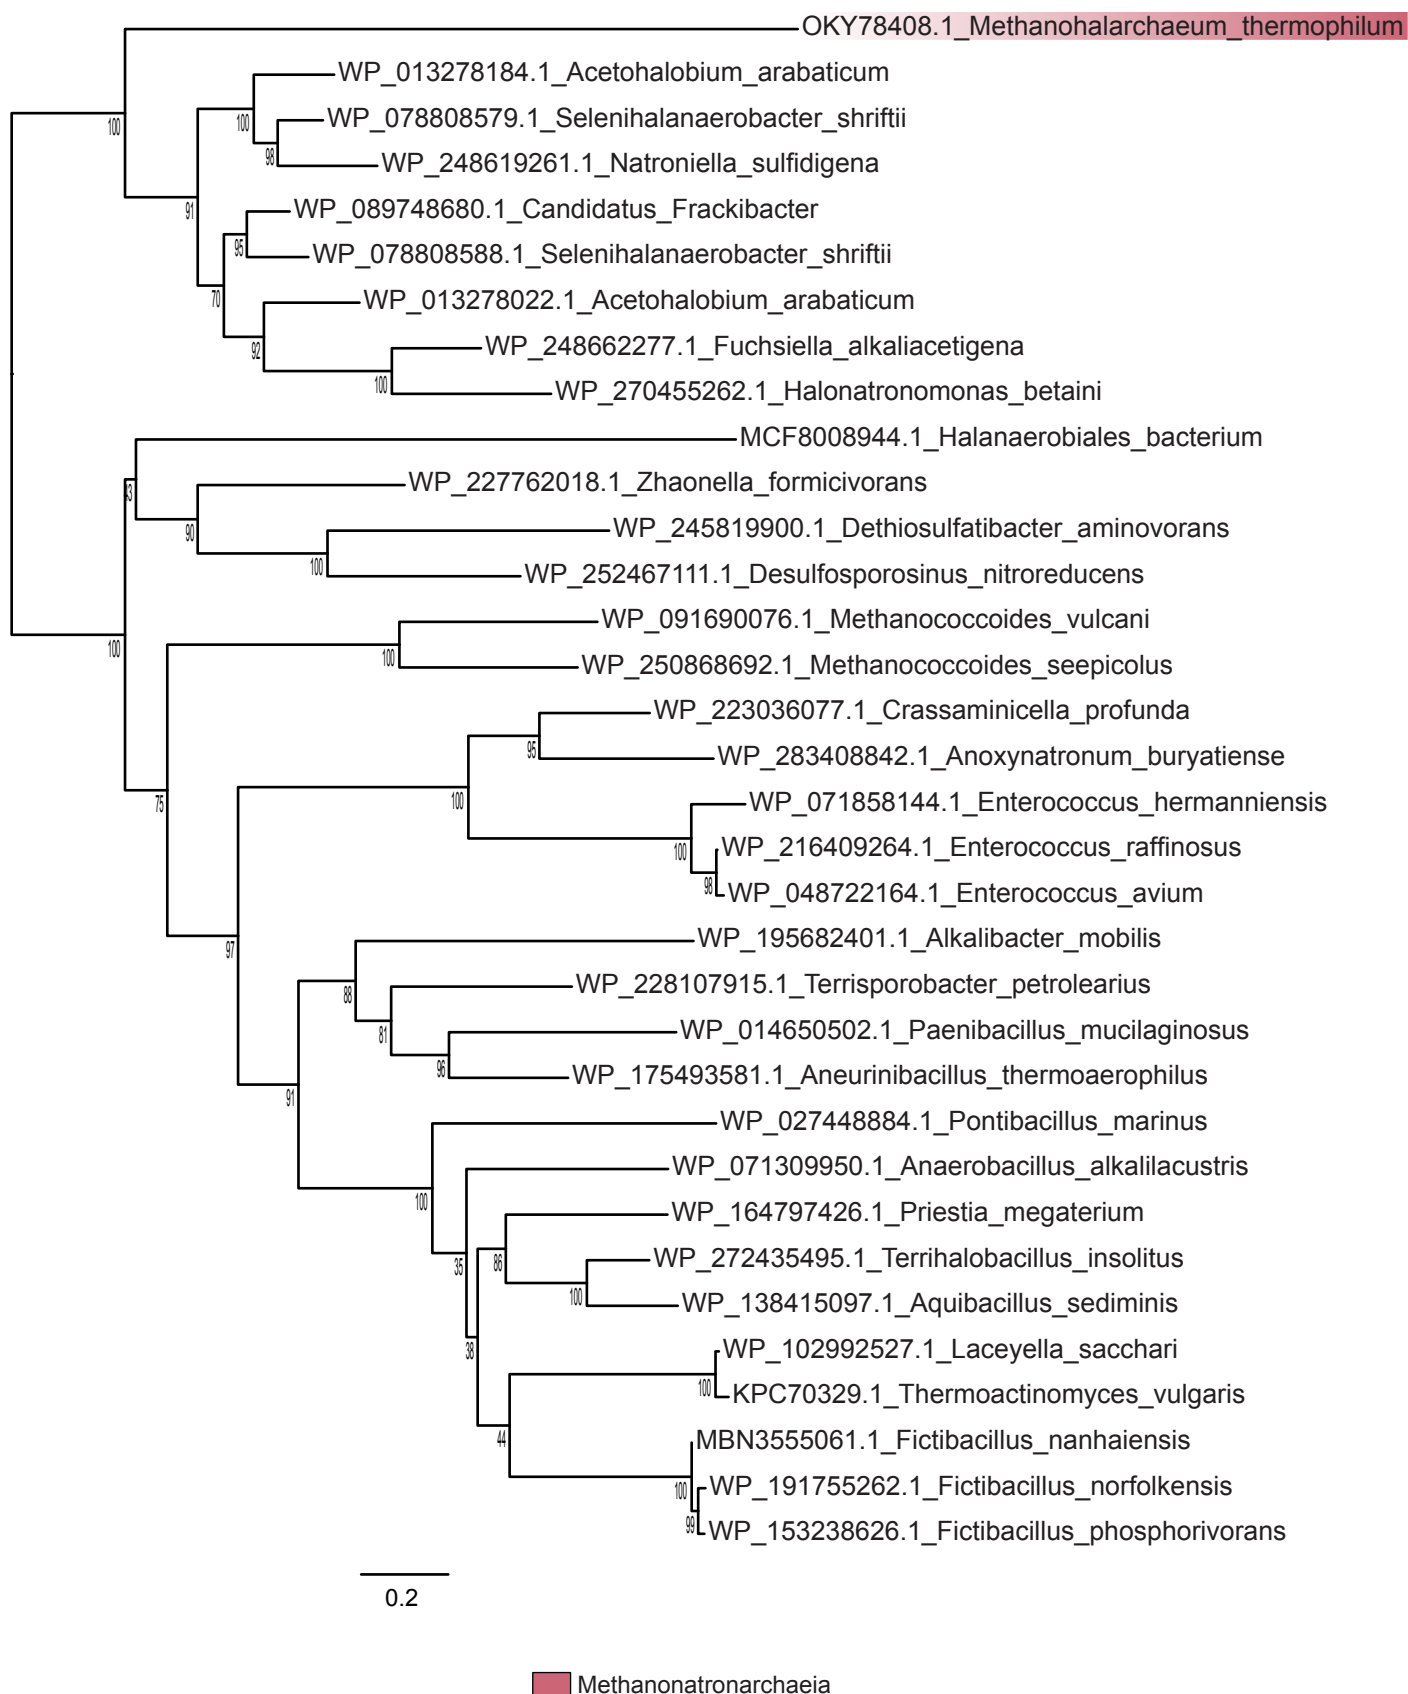 OKY78408.1_Methanohalarchaeum_thermophilum
WP_013278184.1_Acetohalobium_arabaticum
100
100
WP_078808579.1_Selenihalanaerobacter_shriftii
98
WP_248619261.1_Natroniella_sulfidigena
91
WP_089748680.1_Candidatus_Frackibacter
95
WP_078808588.1_Selenihalanaerobacter_shriftii
70
WP_013278022.1_Acetohalobium_arabaticum
92
WP_248662277.1_Fuchsiella_alkaliacetigena
100
WP_270455262.1_Halonatronomonas_betaini
MCF8008944.1_Halanaerobiales_bacterium
WP_227762018.1_Zhaonella_formicivorans
90
WP_245819900.1_Dethiosulfatibacter_aminovorans
100
WP_252467111.1_Desulfosporosinus_nitroreducens
WP_091690076.1_Methanococcoides_vulcani
100
100
WP_250868692.1_Methanococcoides_seepicolus
WP_223036077.1_Crassaminicella_profunda
95
WP_283408842.1_Anoxynatronum_buryatiense
75
100
WP_071858144.1_Enterococcus_hermanniensis
100
WP_216409264.1_Enterococcus_raffinosus
98
WP_048722164.1_Enterococcus_avium
97
WP_195682401.1_Alkalibacter_mobilis
88
WP_228107915.1_Terrisporobacter_petrolearius
81
WP_014650502.1_Paenibacillus_mucilaginosus
96
WP_175493581.1_Aneurinibacillus_thermoaerophilus
91
WP_027448884.1_Pontibacillus_marinus
WP_071309950.1_Anaerobacillus_alkalilacustris
100
WP_164797426.1_Priestia_megaterium
35
86
WP_272435495.1_Terrihalobacillus_insolitus
100
WP_138415097.1_Aquibacillus_sediminis
38
WP_102992527.1_Laceyella_sacchari
100
KPC70329.1_Thermoactinomyces_vulgaris
44
MBN3555061.1_Fictibacillus_nanhaiensis
100
WP_191755262.1_Fictibacillus_norfolkensis
99
WP_153238626.1_Fictibacillus_phosphorivorans
0.2
Methanonatronarchaeia